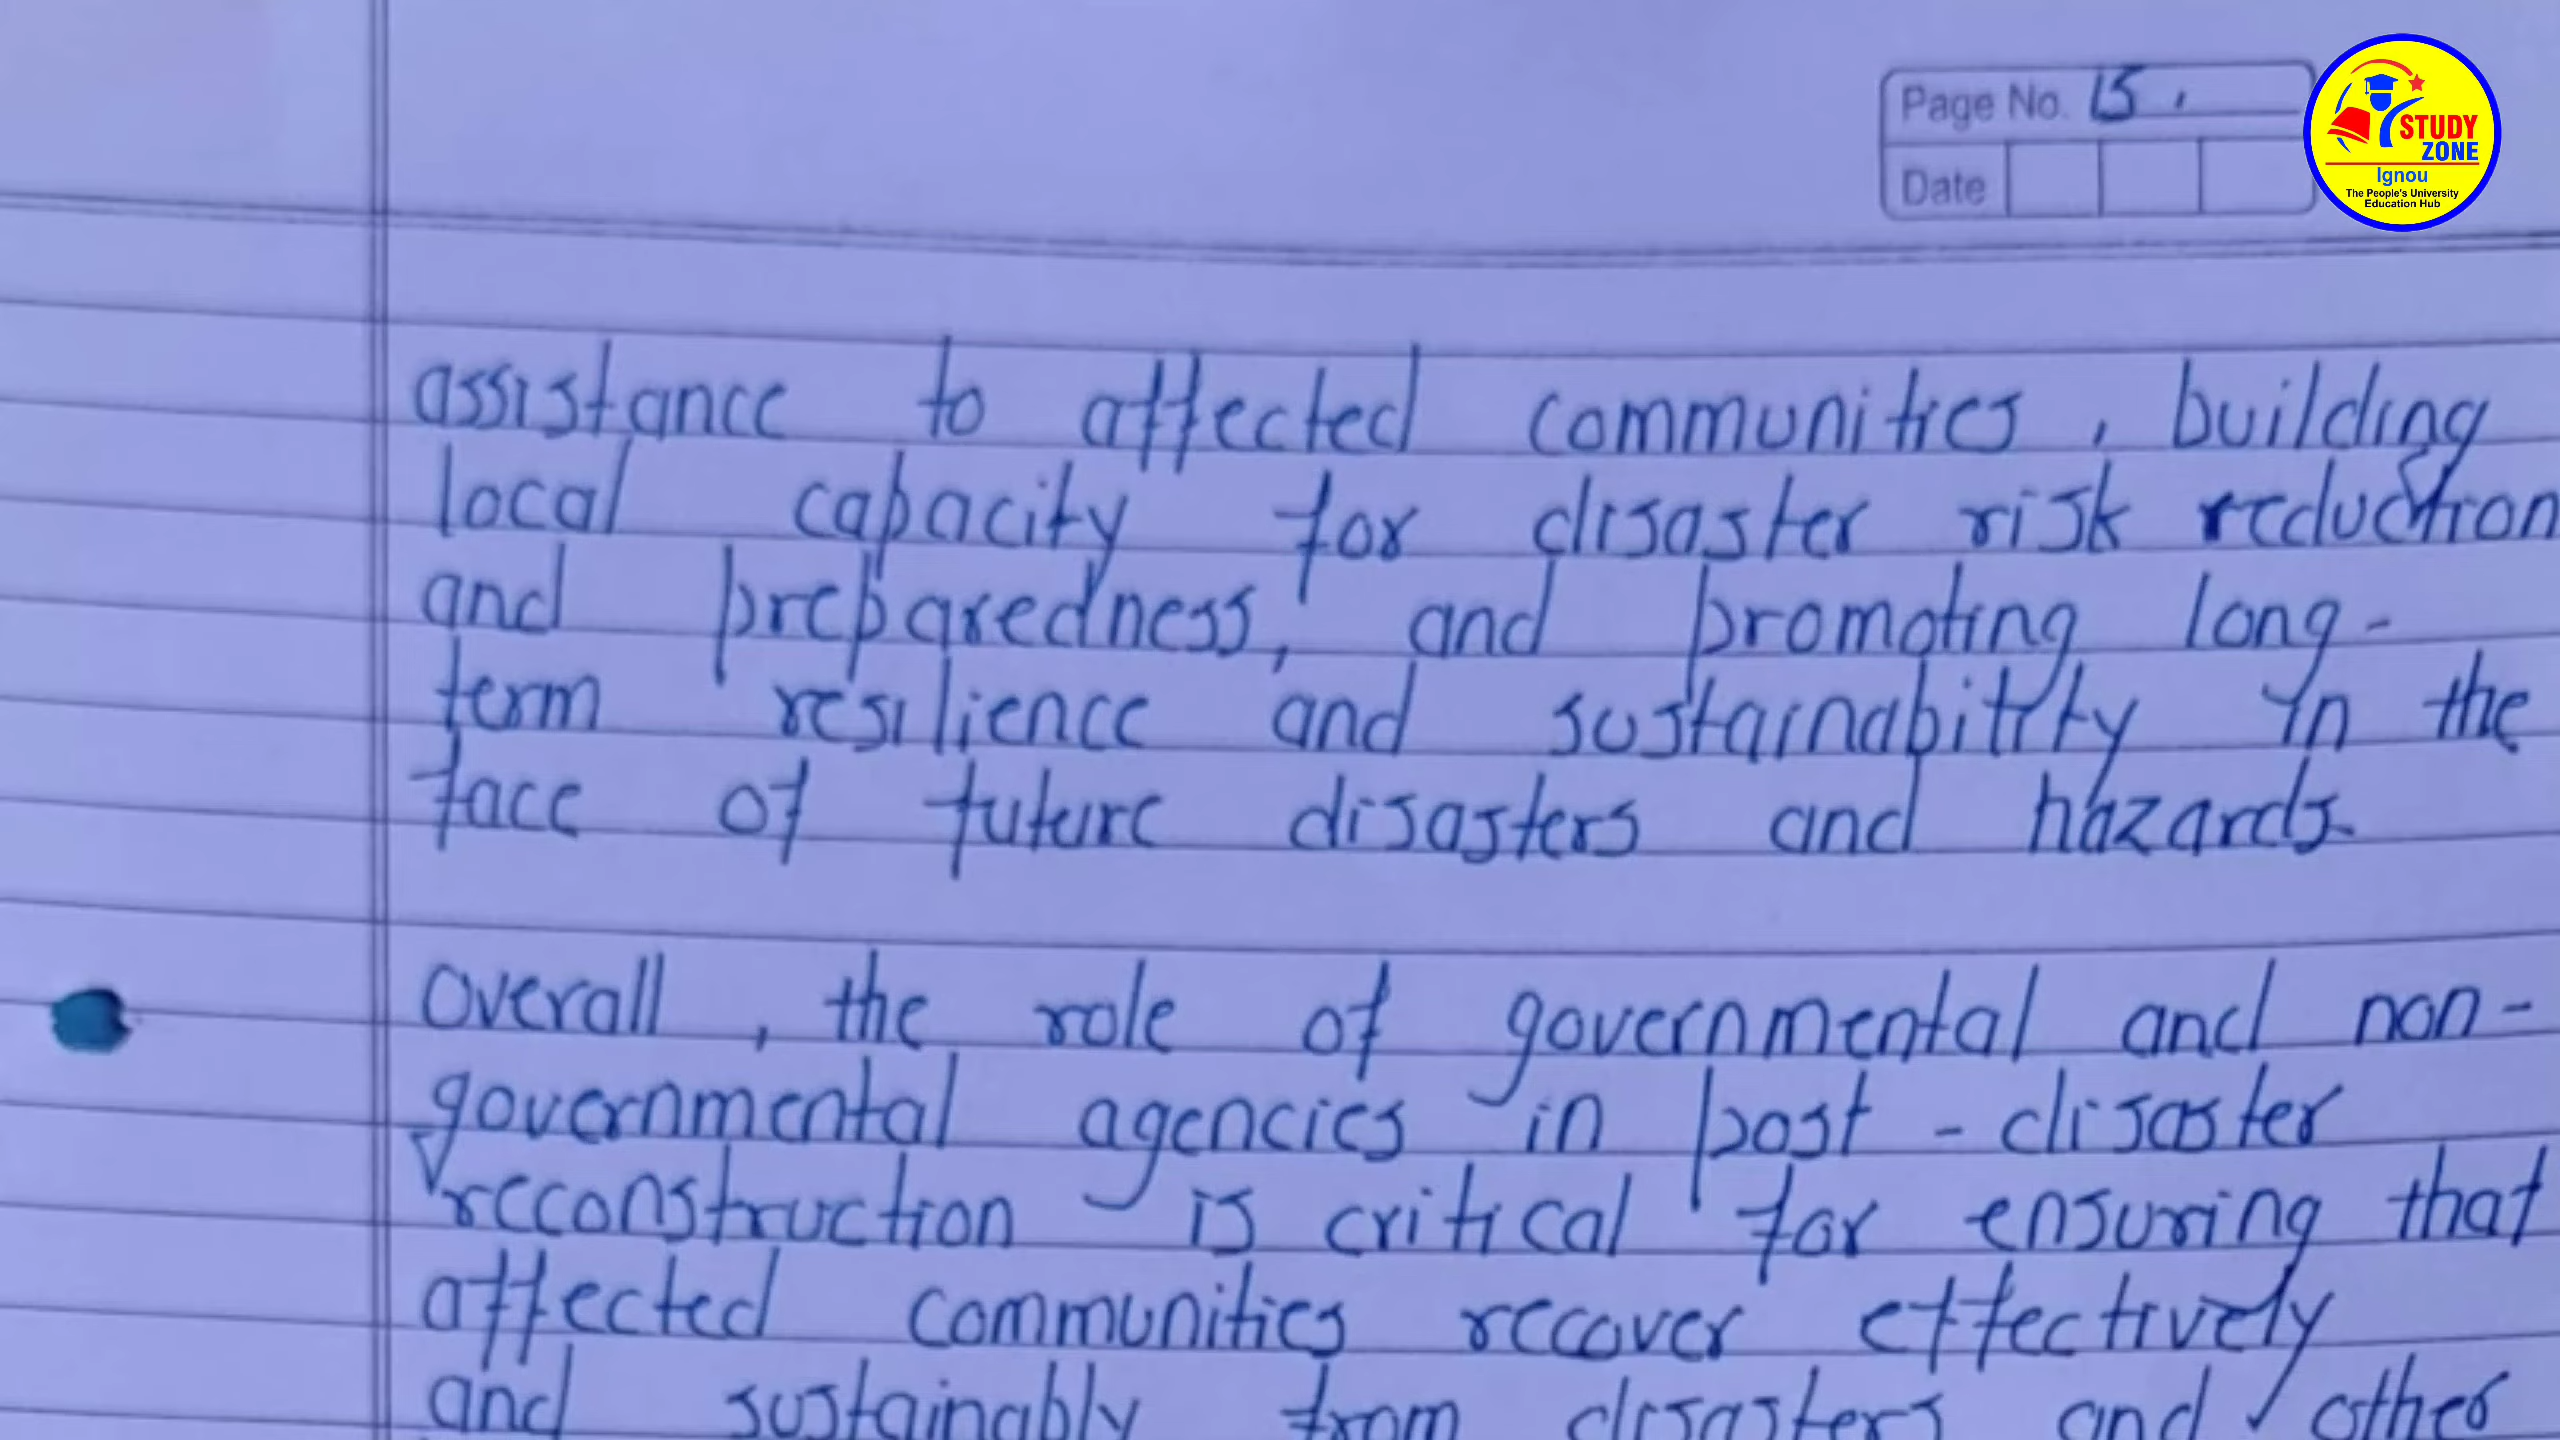 Page No. 15.
Date
STUDY
ZONE
Ignou
The People's University
Education Hub
assistance to affected communities, building
local capacity for disaster risk reduction
and preparedness, and promoting long-
term resilience and sustainability in the
face of future disasters and hazards.
Overall, the role of governmental and non-
governmental agencies in post-disaster
reconstruction is critical for ensuring that
affected communities recover effectively
and sustainably from disasters and other